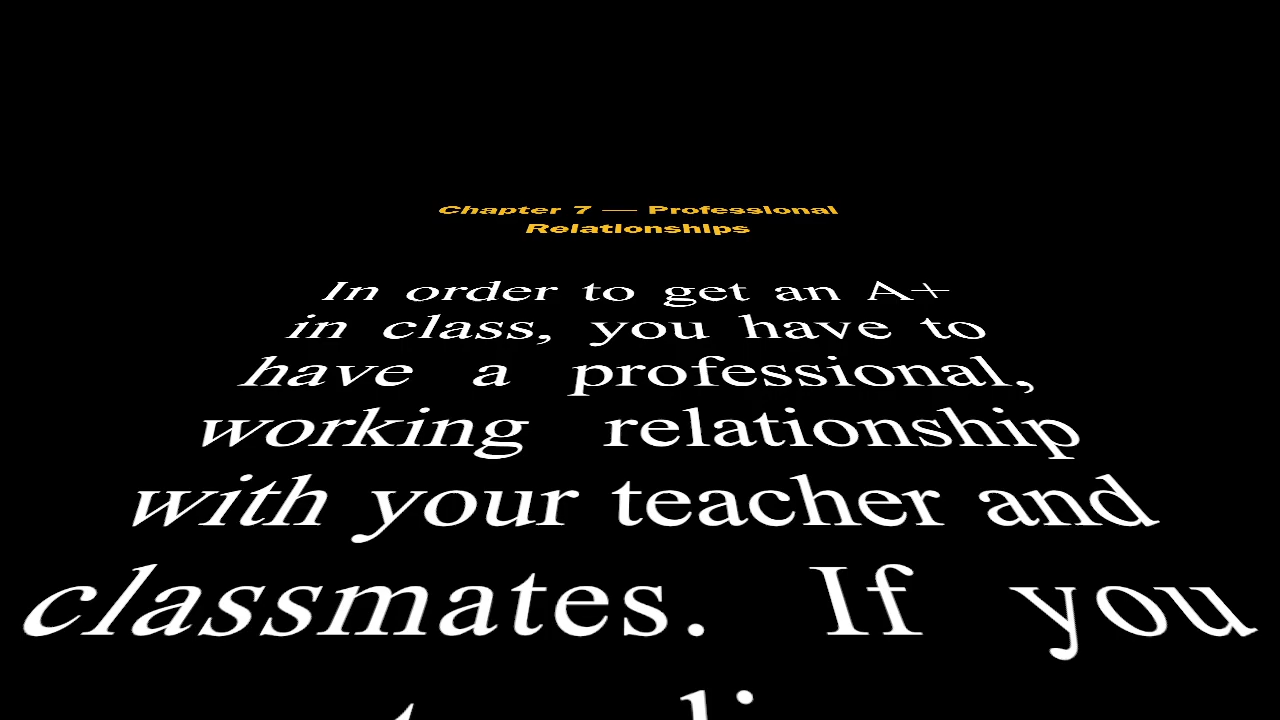 Chapter 7 — Professional
Relationships
In order to get an A+
in class, you have to
have a professional,
working relationship
with your teacher and
classmates. If you